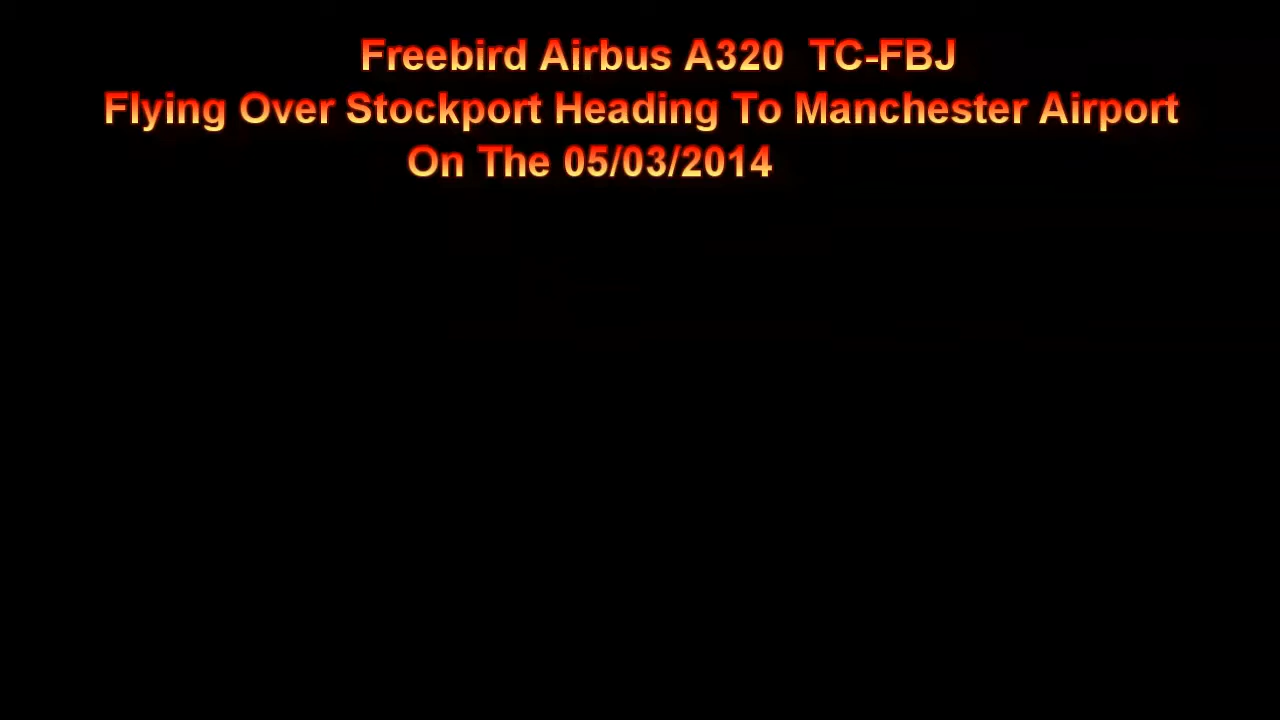 Freebird Airbus A320  TC-FBJ
Flying Over Stockport Heading To Manchester Airport
On The 05/03/2014